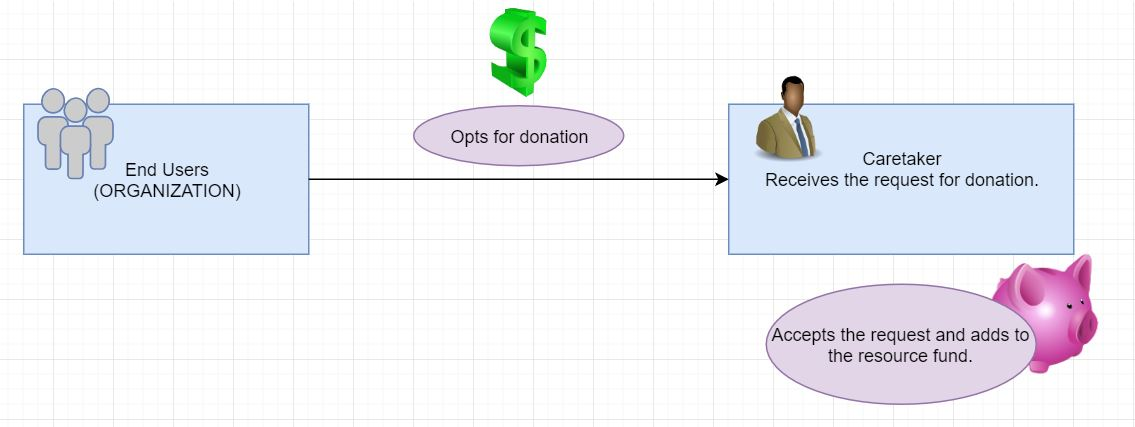 Opts for donation
End Users
(ORGANIZATION)
Caretaker
Receives the request for donation.
Accepts the request and adds to
the resource fund.